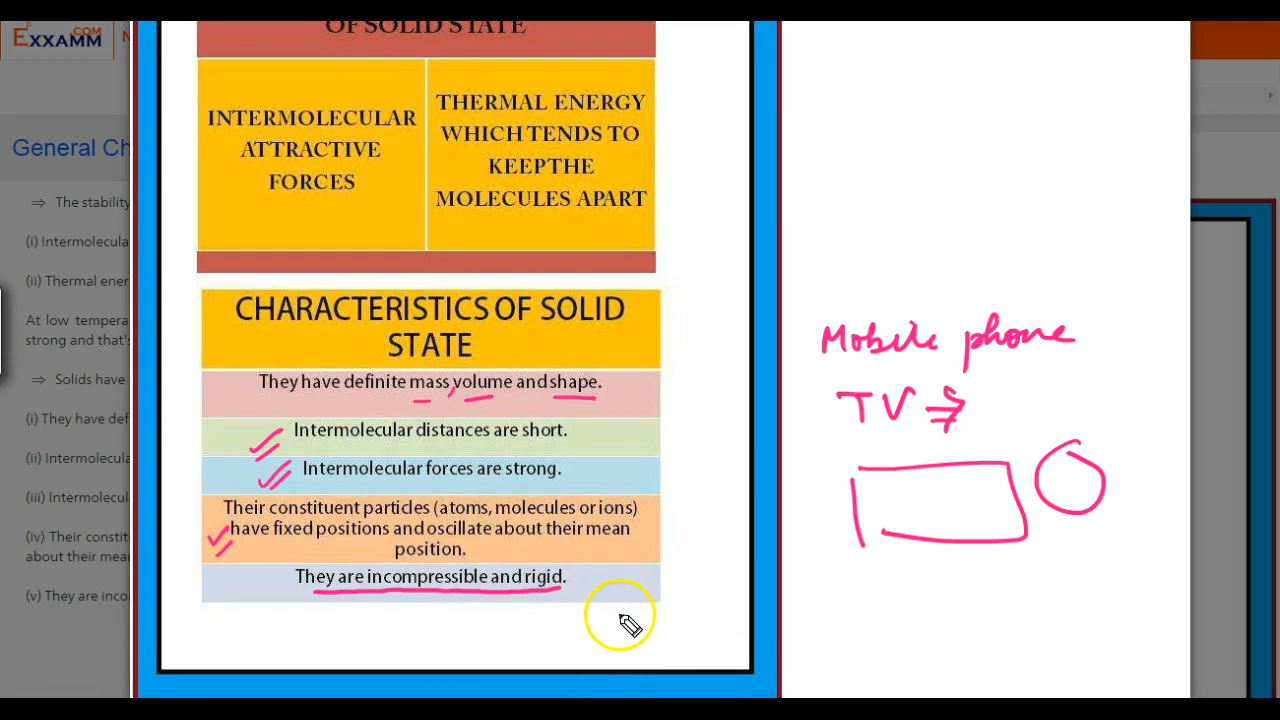 OF SOLID STATE
.COM
EXXAMM
INTERMOLECULAR
ATTRACTIVE
FORCES
THERMAL ENERGY
WHICH TENDS TO
KEEPTHE
MOLECULES APART
General Ch
⇒ The stability
(i) Intermolecula
(ii) Thermal ener
At low tempera
strong and that's
⇒ Solids have
(i) They have def
(ii) Intermolecul
(iii) Intermolecul
(iv) Their constit
about their mea
(v) They are inco
CHARACTERISTICS OF SOLID
STATE
They have definite mass volume and shape.
Intermolecular distances are short.
Intermolecular forces are strong.
Their constituent particles (atoms, molecules or ions)
have fixed positions and oscillate about their mean
position.
They are incompressible and rigid.
Mobile phone
TV ⇒